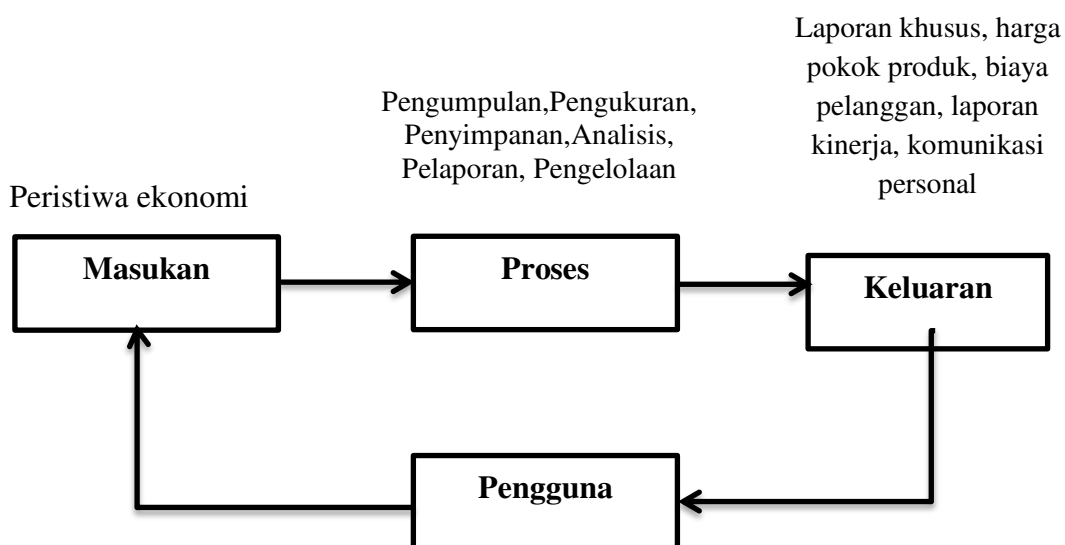 Peristiwa ekonomi
Masukan
Pengumpulan,Pengukuran,
Penyimpanan,Analisis,
Pelaporan, Pengelolaan
Proses
Laporan khusus, harga
pokok produk, biaya
pelanggan, laporan
kinerja, komunikasi
personal
Keluaran
Pengguna